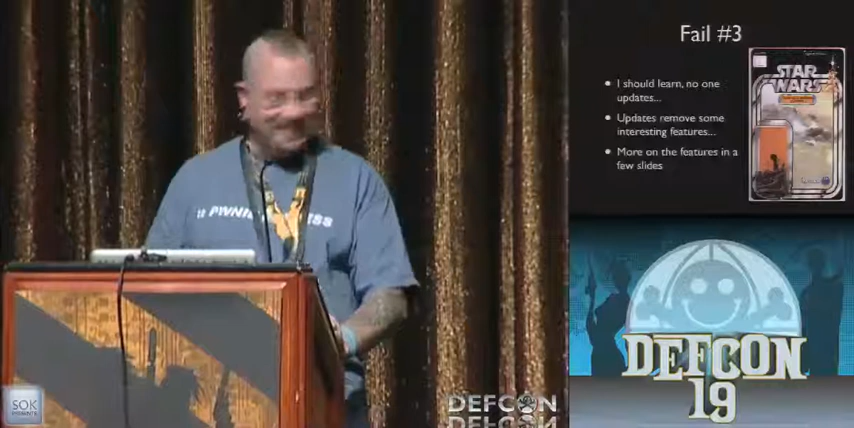 Fail #3
I should learn, no one
updates...
Updates remove some
interesting features...
More on the features in a
few slides
STAR
WARS
DEFCON
19
DEFCON
SOK